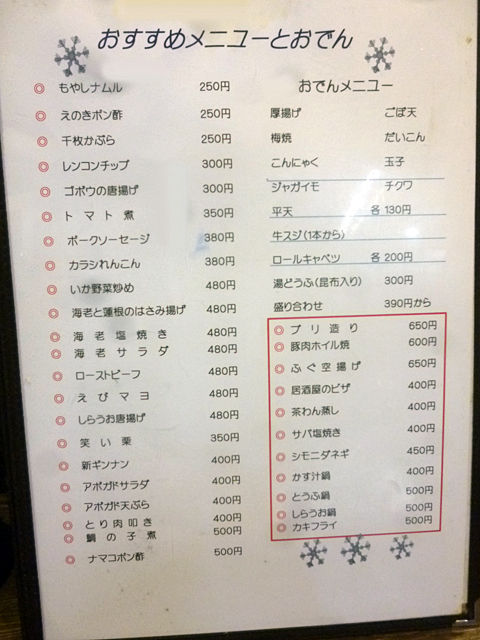 おすすめメニューとおでん
◎ もやしナムル 250円
◎ えのきポン酢 250円
◎ 千枚かぶら 250円
◎ レンコンチップ 300円
◎ ゴボウの唐揚げ 300円
◎ トマト煮 350円
◎ ポークソーセージ 380円
◎ カラシれんこん 380円
◎ いか野菜炒め 480円
◎ 海老と蓮根のはさみ揚げ 480円
◎ 海老塩焼き 480円
◎ 海老サラダ 480円
◎ ローストビーフ 480円
◎ えびマヨ 480円
◎ しらうお唐揚げ 480円
◎ 笑い栗 350円
◎ 新ギンナン 400円
◎ アボガドサラダ 400円
◎ アボガド天ぷら 400円
◎ とり肉叩き 400円
◎ 鯛の子煮 500円
◎ ナマコポン酢 500円
おでんメニュー
厚揚げ ごぼ天
梅焼 だいこん
こんにゃく 玉子
ジャガイモ チクワ
平天 各130円
牛スジ(1本から)
ロールキャベツ 各200円
湯どうふ(昆布入り) 300円
盛り合わせ 390円から
◎ ブリ造り 650円
◎ 豚肉ホイル焼 600円
◎ ふぐ空揚げ 650円
◎ 居酒屋のピザ 400円
◎ 茶わん蒸し 400円
◎ サバ塩焼き 400円
◎ シモニダネギ 450円
◎ かす汁鍋 400円
◎ とうふ鍋 500円
◎ しらうお鍋 500円
◎ カキフライ 500円